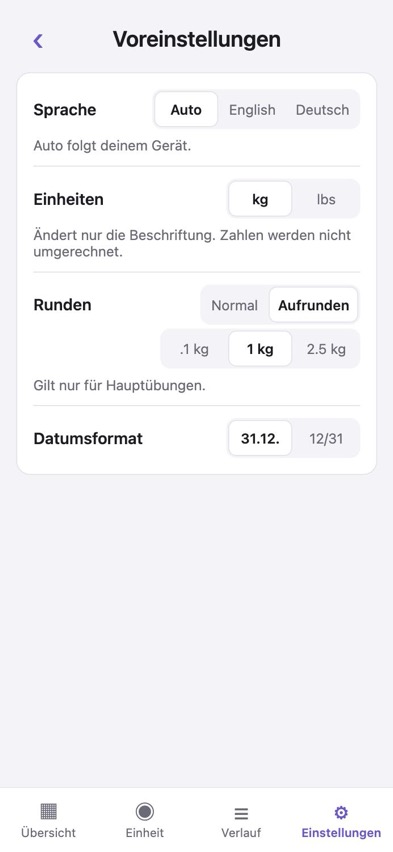 Voreinstellungen
Sprache Auto English Deutsch
Auto folgt deinem Gerät.
Einheiten kg lbs
Ändert nur die Beschriftung. Zahlen werden nicht
umgerechnet.
Runden Normal Aufrunden
.1 kg 1 kg 2.5 kg
Gilt nur für Hauptübungen.
Datumsformat 31.12. 12/31
Übersicht Einheit Verlauf Einstellungen